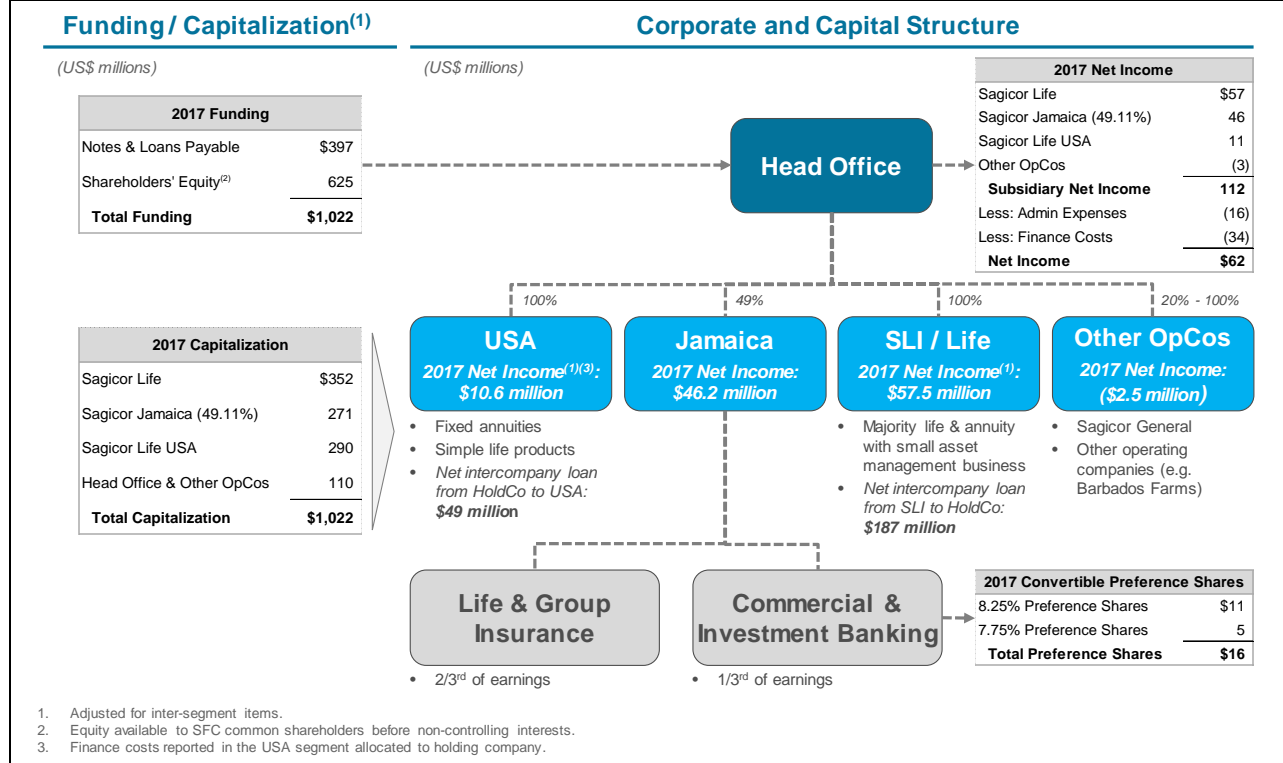 Funding / Capitalization(1)
Corporate and Capital Structure
(US$ millions)
(US$ millions)
2017 Funding
Notes & Loans Payable $397
Shareholders' Equity(2) 625
Total Funding $1,022
Head Office
2017 Net Income
Sagicor Life $57
Sagicor Jamaica (49.11%) 46
Sagicor Life USA 11
Other OpCos (3)
Subsidiary Net Income 112
Less: Admin Expenses (16)
Less: Finance Costs (34)
Net Income $62
100%
49%
100%
20% - 100%
2017 Capitalization
Sagicor Life $352
Sagicor Jamaica (49.11%) 271
Sagicor Life USA 290
Head Office & Other OpCos 110
Total Capitalization $1,022
USA
2017 Net Income(1)(3):
$10.6 million
• Fixed annuities
• Simple life products
• Net intercompany loan
from HoldCo to USA:
$49 million
Jamaica
2017 Net Income:
$46.2 million
SLI / Life
2017 Net Income(1):
$57.5 million
• Majority life & annuity
with small asset
management business
• Net intercompany loan
from SLI to HoldCo:
$187 million
Other OpCos
2017 Net Income:
($2.5 million)
• Sagicor General
• Other operating
companies (e.g.
Barbados Farms)
Life & Group
Insurance
• 2/3rd of earnings
Commercial &
Investment Banking
• 1/3rd of earnings
2017 Convertible Preference Shares
8.25% Preference Shares $11
7.75% Preference Shares 5
Total Preference Shares $16
1. Adjusted for inter-segment items.
2. Equity available to SFC common shareholders before non-controlling interests.
3. Finance costs reported in the USA segment allocated to holding company.